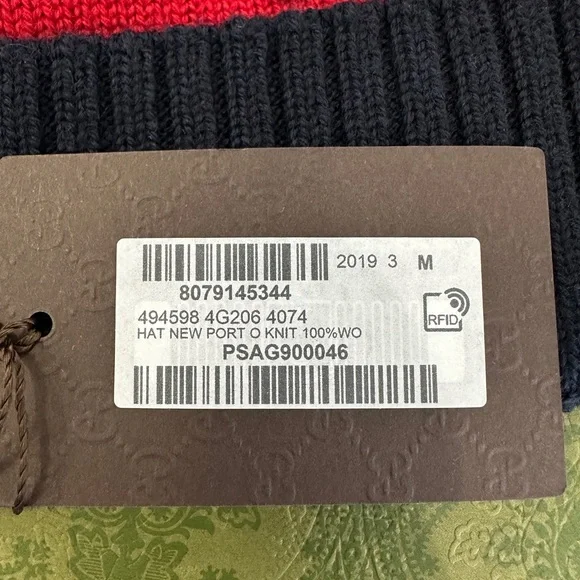 2019 3 M
8079145344
494598 4G206 4074
HAT NEW PORT O KNIT 100%WO
RFID
PSAG900046